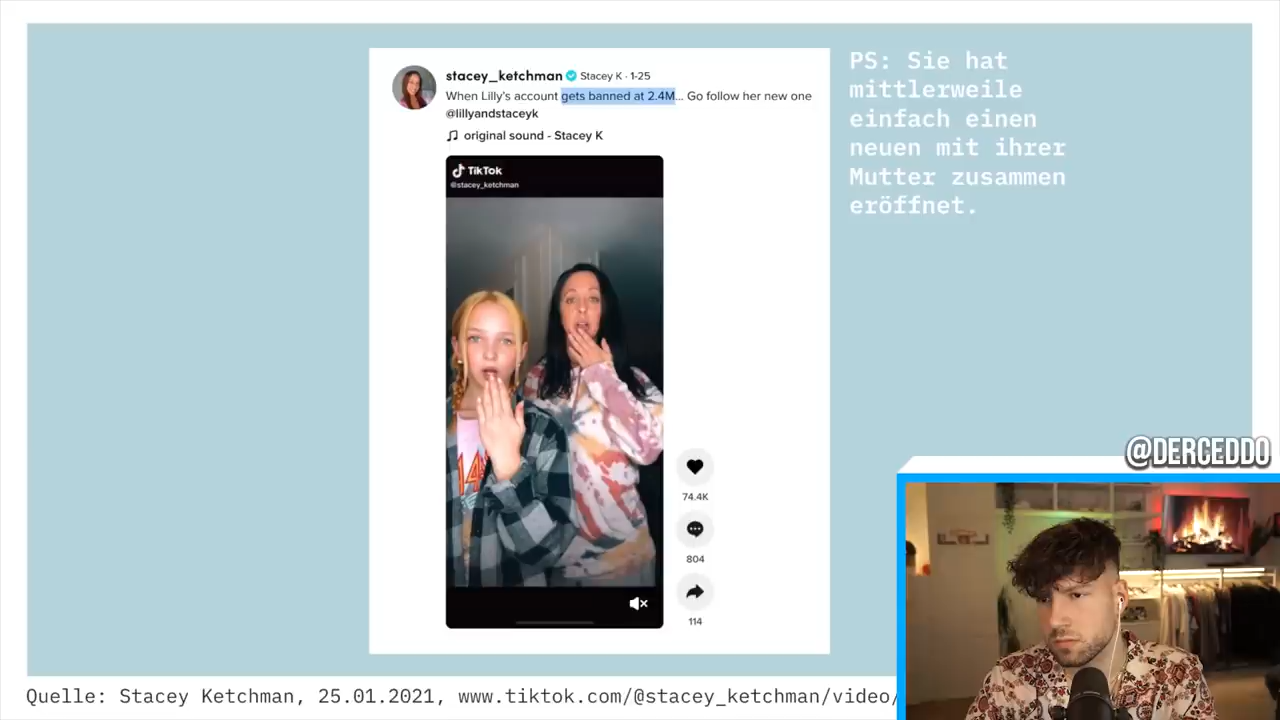 stacey_ketchman Stacey K · 1-25
When Lilly's account gets banned at 2.4M... Go follow her new one
@lillyandstaceyk
original sound - Stacey K
TikTok
@stacey_ketchman
14
74.4K
804
114
PS: Sie hat
mittlerweile
einfach einen
neuen mit ihrer
Mutter zusammen
eröffnet.
@DERCEDDO
Quelle: Stacey Ketchman, 25.01.2021, www.tiktok.com/@stacey_ketchman/video/